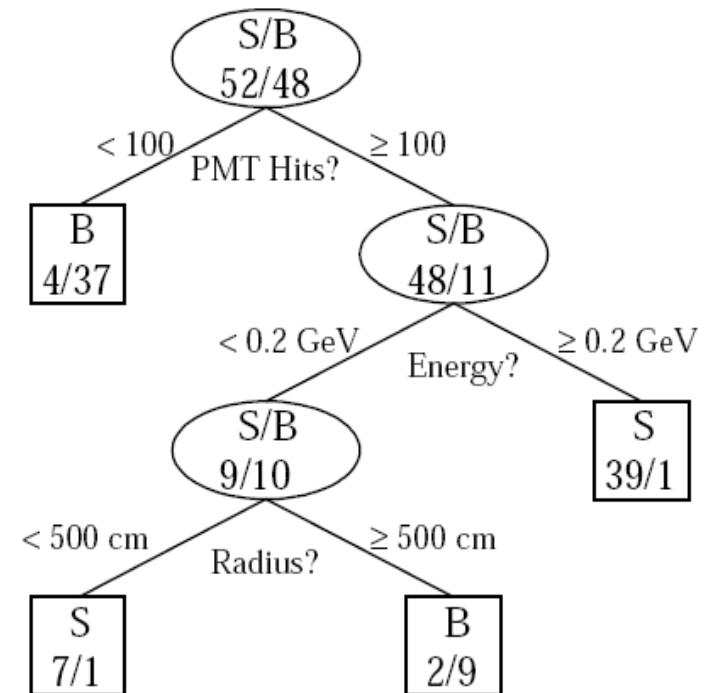 S/B
52/48
< 100
≥ 100
PMT Hits?
B
4/37
S/B
48/11
< 0.2 GeV
≥ 0.2 GeV
Energy?
S/B
9/10
S
39/1
< 500 cm
≥ 500 cm
Radius?
S
7/1
B
2/9